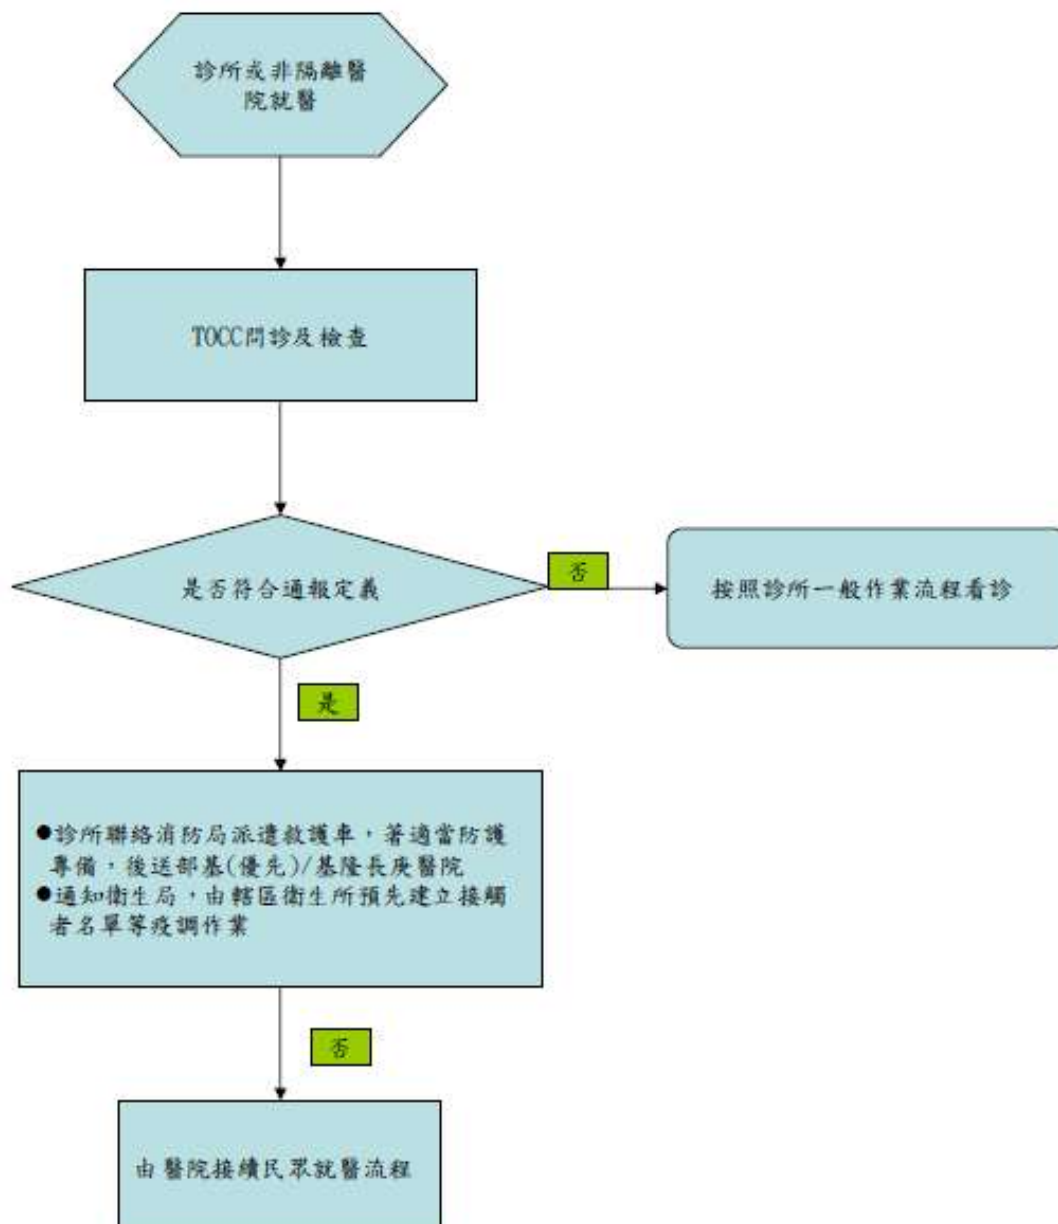 診所或非隔離醫
院就醫
TOCC問診及檢查
是否符合通報定義
否
按照診所一般作業流程看診
是
●診所聯絡消防局派遣救護車，著適當防護
專備，後送部基(優先)/基隆長庚醫院
●通知衛生局，由轄區衛生所預先建立接觸
者名單等疫調作業
否
由醫院接續民眾就醫流程